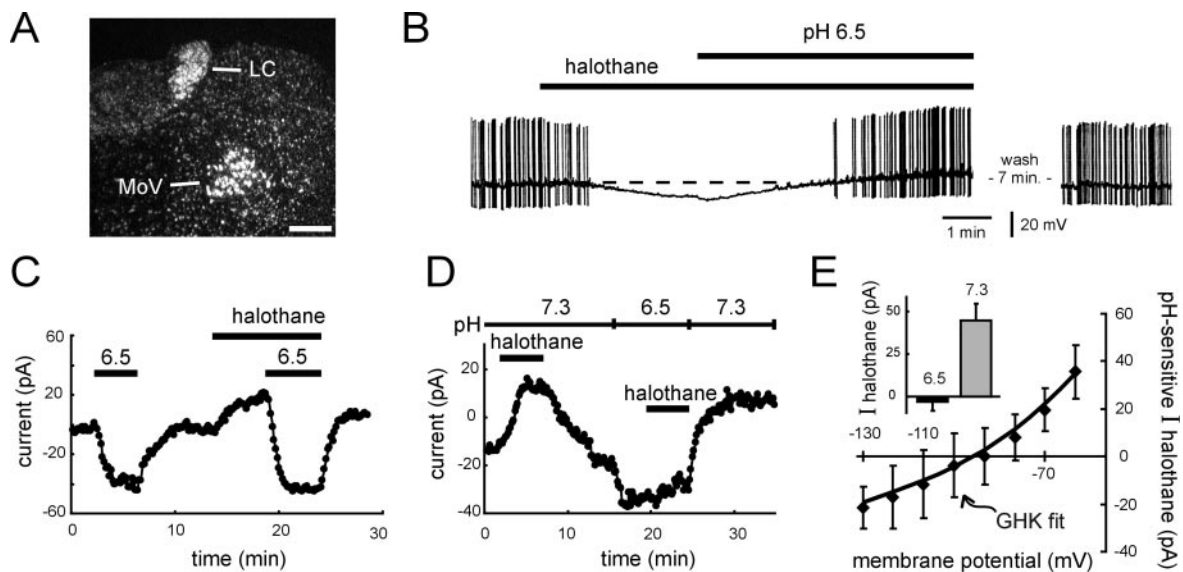 A
LC
MoV
B
pH 6.5
halothane
wash
- 7 min. -
1 min
20 mV
C
halothane
6.5
6.5
60
20
-20
-60
current (pA)
0
10
20
30
time (min)
D
pH
7.3
6.5
7.3
halothane
halothane
20
0
-20
-40
current (pA)
0
10
20
30
time (min)
E
I halothane (pA)
50
0
6.5
7.3
-130
-110
-70
60
40
20
0
-20
-40
pH-sensitive I halothane (pA)
GHK fit
membrane potential (mV)